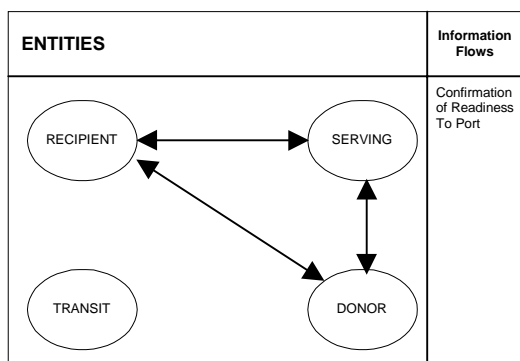 ENTITIES
Information
Flows
Confirmation
of Readiness
To Port
RECIPIENT
SERVING
TRANSIT
DONOR